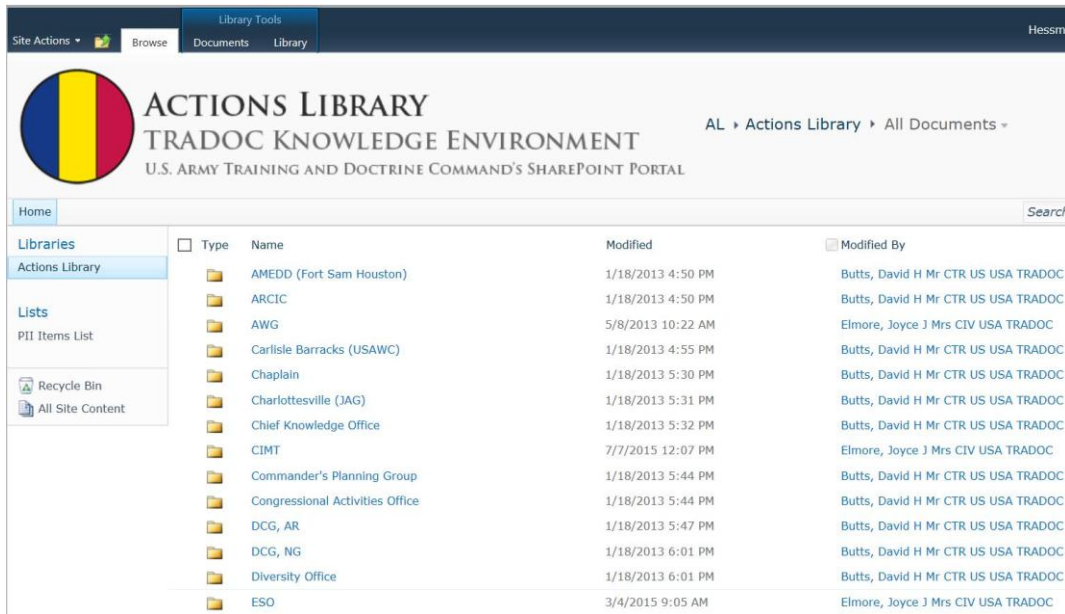 Library Tools
Site Actions Browse Documents Library Hessm
ACTIONS LIBRARY
TRADOC KNOWLEDGE ENVIRONMENT
U.S. ARMY TRAINING AND DOCTRINE COMMAND'S SHAREPOINT PORTAL
AL Actions Library All Documents
Home Search
Libraries
Actions Library
Lists
PII Items List
Recycle Bin
All Site Content
Type Name Modified Modified By
AMEDD (Fort Sam Houston) 1/18/2013 4:50 PM Butts, David H Mr CTR US USA TRADOC
ARCIC 1/18/2013 4:50 PM Butts, David H Mr CTR US USA TRADOC
AWG 5/8/2013 10:22 AM Elmore, Joyce J Mrs CIV USA TRADOC
Carlisle Barracks (USAWC) 1/18/2013 4:55 PM Butts, David H Mr CTR US USA TRADOC
Chaplain 1/18/2013 5:30 PM Butts, David H Mr CTR US USA TRADOC
Charlottesville (JAG) 1/18/2013 5:31 PM Butts, David H Mr CTR US USA TRADOC
Chief Knowledge Office 1/18/2013 5:32 PM Butts, David H Mr CTR US USA TRADOC
CIMT 7/7/2015 12:07 PM Elmore, Joyce J Mrs CIV USA TRADOC
Commander's Planning Group 1/18/2013 5:44 PM Butts, David H Mr CTR US USA TRADOC
Congressional Activities Office 1/18/2013 5:44 PM Butts, David H Mr CTR US USA TRADOC
DCG, AR 1/18/2013 5:47 PM Butts, David H Mr CTR US USA TRADOC
DCG, NG 1/18/2013 6:01 PM Butts, David H Mr CTR US USA TRADOC
Diversity Office 1/18/2013 6:01 PM Butts, David H Mr CTR US USA TRADOC
ESO 3/4/2015 9:05 AM Elmore, Joyce J Mrs CIV USA TRADOC